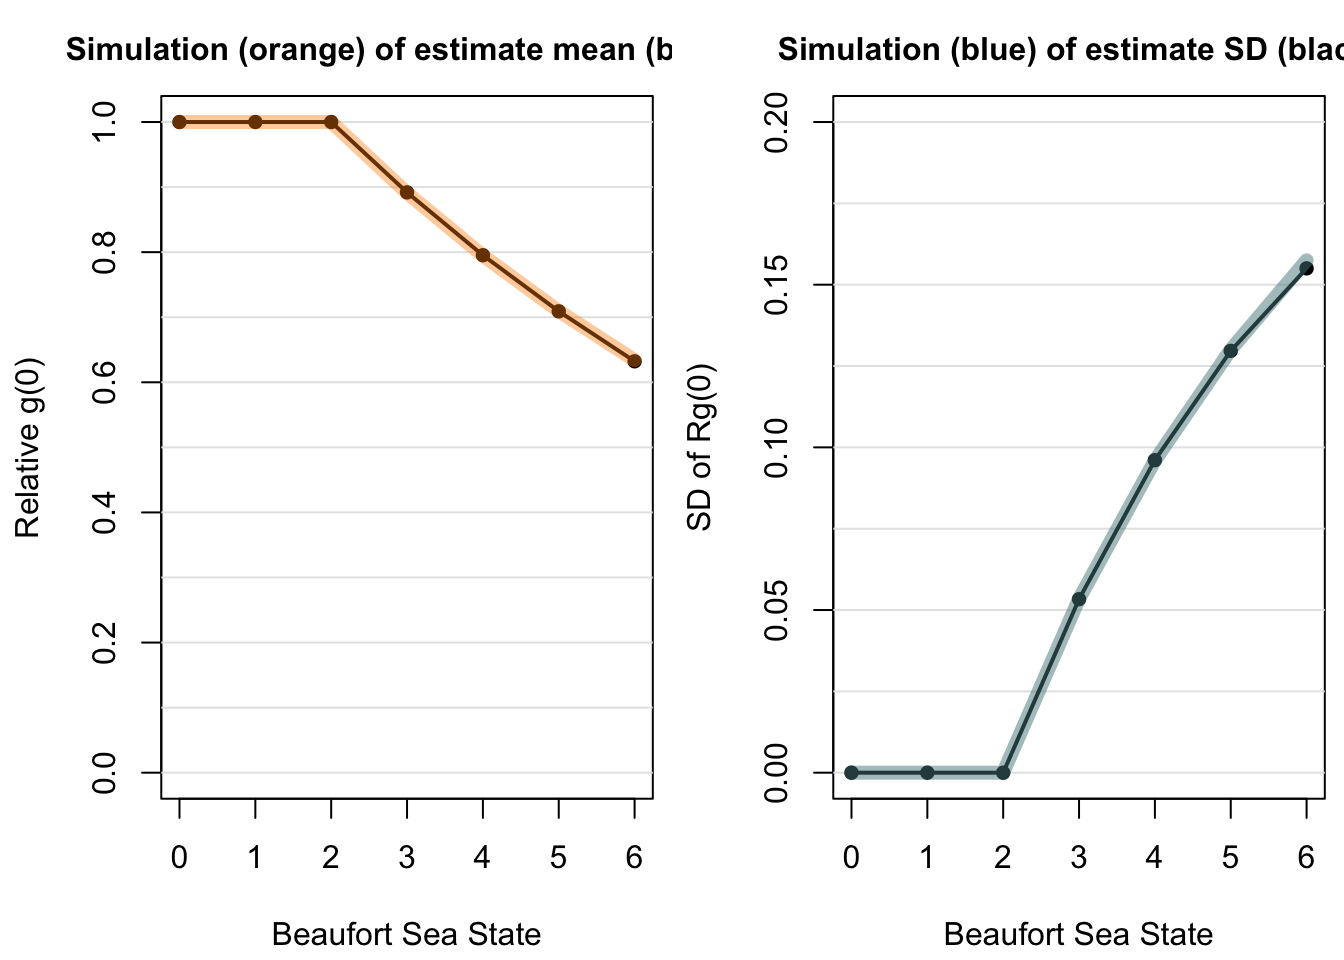 Simulation (orange) of estimate mean (b
Relative g(0)
1.0
0.8
0.6
0.4
0.2
0.0
0 1 2 3 4 5 6
Beaufort Sea State
Simulation (blue) of estimate SD (blac
SD of Rg(0)
0.20
0.15
0.10
0.05
0.00
0 1 2 3 4 5 6
Beaufort Sea State